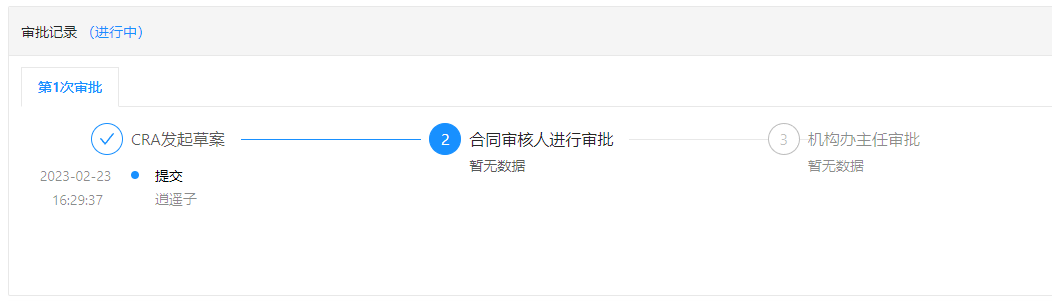 审批记录 （进行中）
第1次审批
CRA发起草案
2023-02-23
16:29:37
提交
逍遥子
2 合同审核人进行审批
暂无数据
3 机构办主任审批
暂无数据